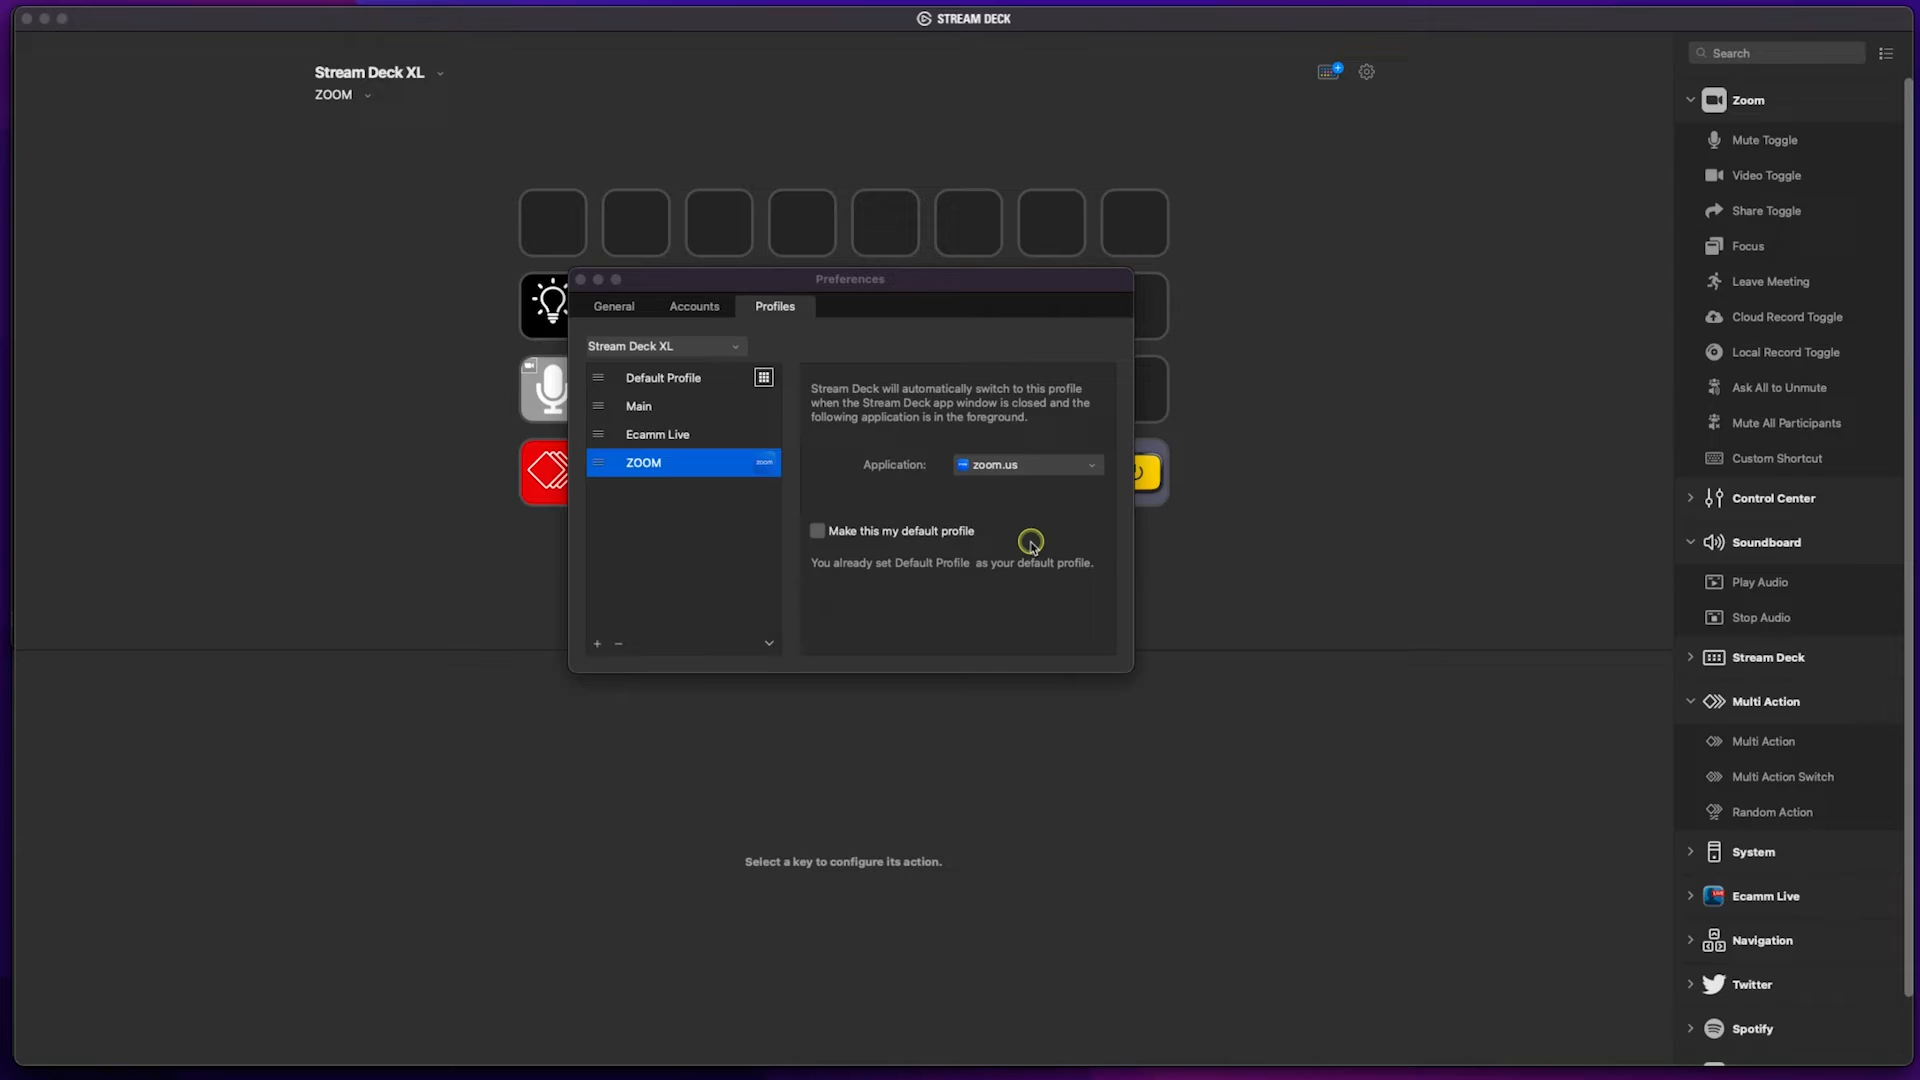 STREAM DECK
Stream Deck XL
ZOOM
Search
Zoom
Mute Toggle
Video Toggle
Share Toggle
Focus
Leave Meeting
Cloud Record Toggle
Local Record Toggle
Ask All to Unmute
Mute All Participants
Custom Shortcut
Control Center
Soundboard
Play Audio
Stop Audio
Stream Deck
Multi Action
Multi Action
Multi Action Switch
Random Action
System
Ecamm Live
Navigation
Twitter
Spotify
Preferences
General Accounts Profiles
Stream Deck XL
Default Profile
Main
Ecamm Live
ZOOM zoom
Stream Deck will automatically switch to this profile
when the Stream Deck app window is closed and the
following application is in the foreground.
Application: zoom.us
Make this my default profile
You already set Default Profile as your default profile.
Select a key to configure its action.